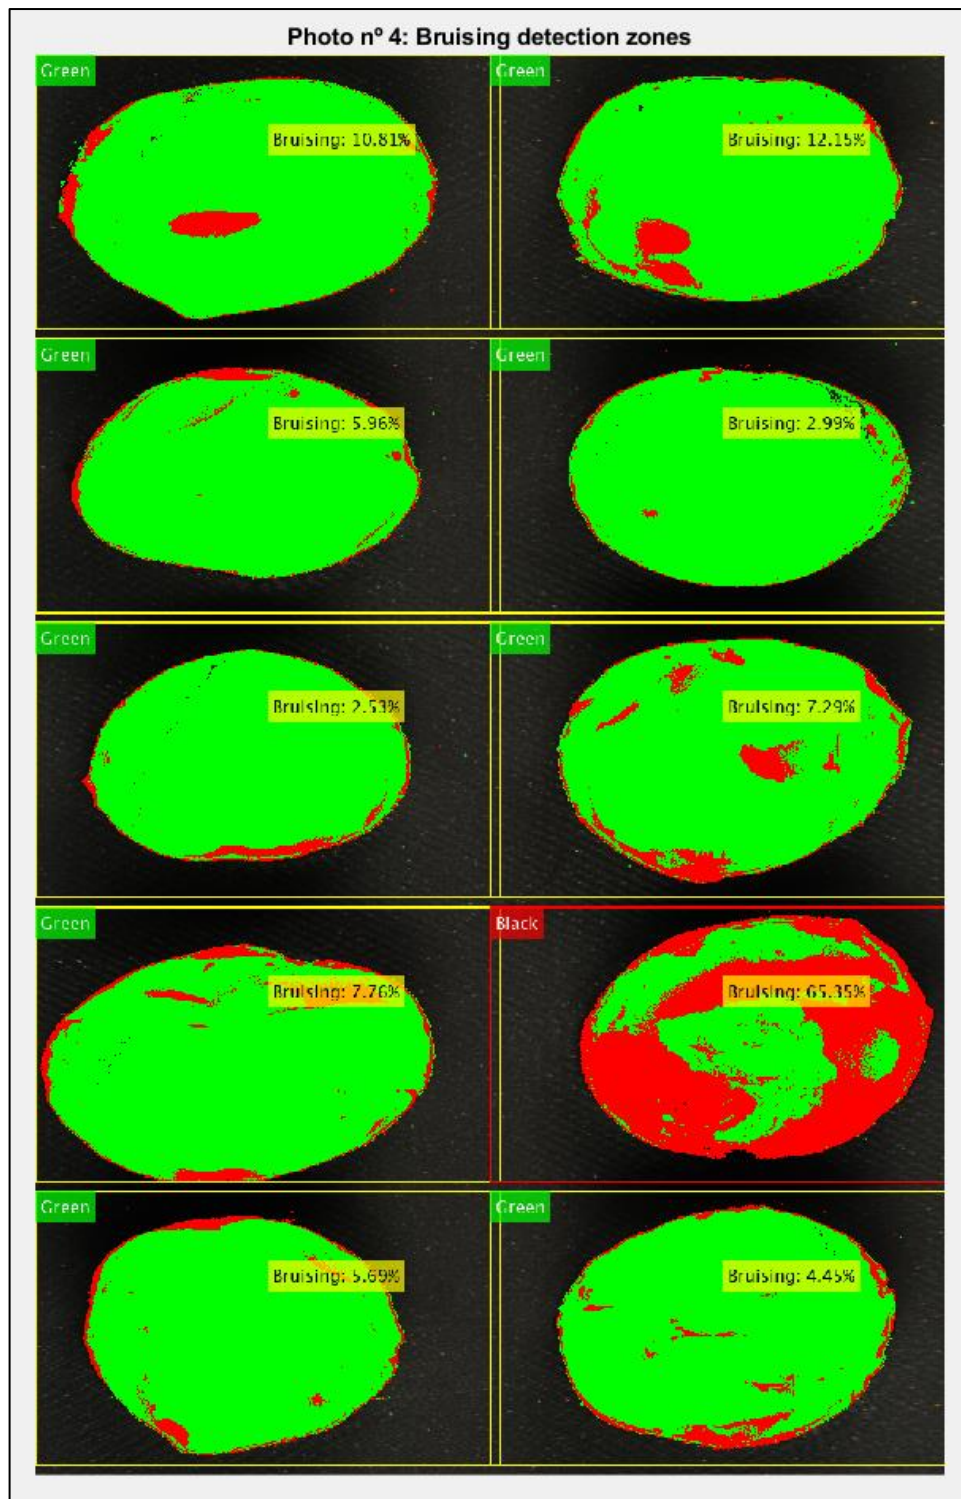 Photo nº 4: Bruising detection zones
Green
Green
Bruising: 10.81%
Bruising: 12.15%
Green
Green
Bruising: 5.96%
Bruising: 2.99%
Green
Green
Bruising: 2.53%
Bruising: 7.29%
Green
Black
Bruising: 7.76%
Bruising: 65.35%
Green
Green
Bruising: 5.69%
Bruising: 4.45%